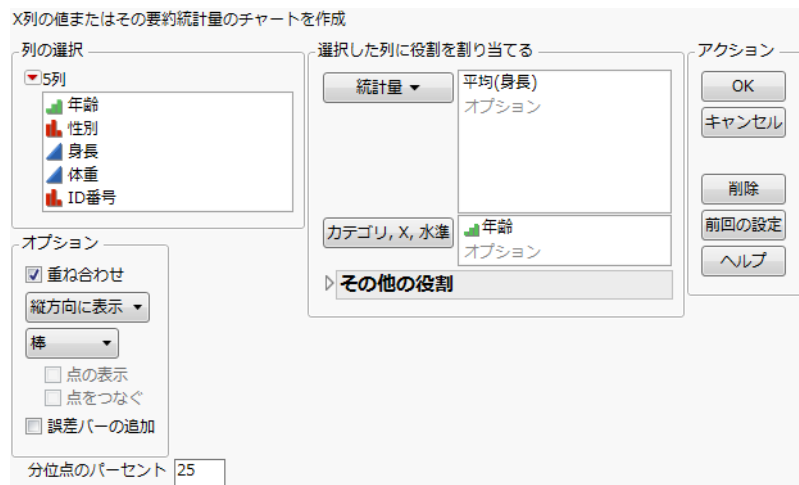 X列の値またはその要約統計量のチャートを作成
列の選択
5列
年齢
性別
身長
体重
ID番号
選択した列に役割を割り当てる
統計量
平均(身長)
オプション
カテゴリ, X, 水準
年齢
オプション
その他の役割
アクション
OK
キャンセル
削除
前回の設定
ヘルプ
オプション
重ね合わせ
縦方向に表示
棒
点の表示
点をつなぐ
誤差バーの追加
分位点のパーセント 25